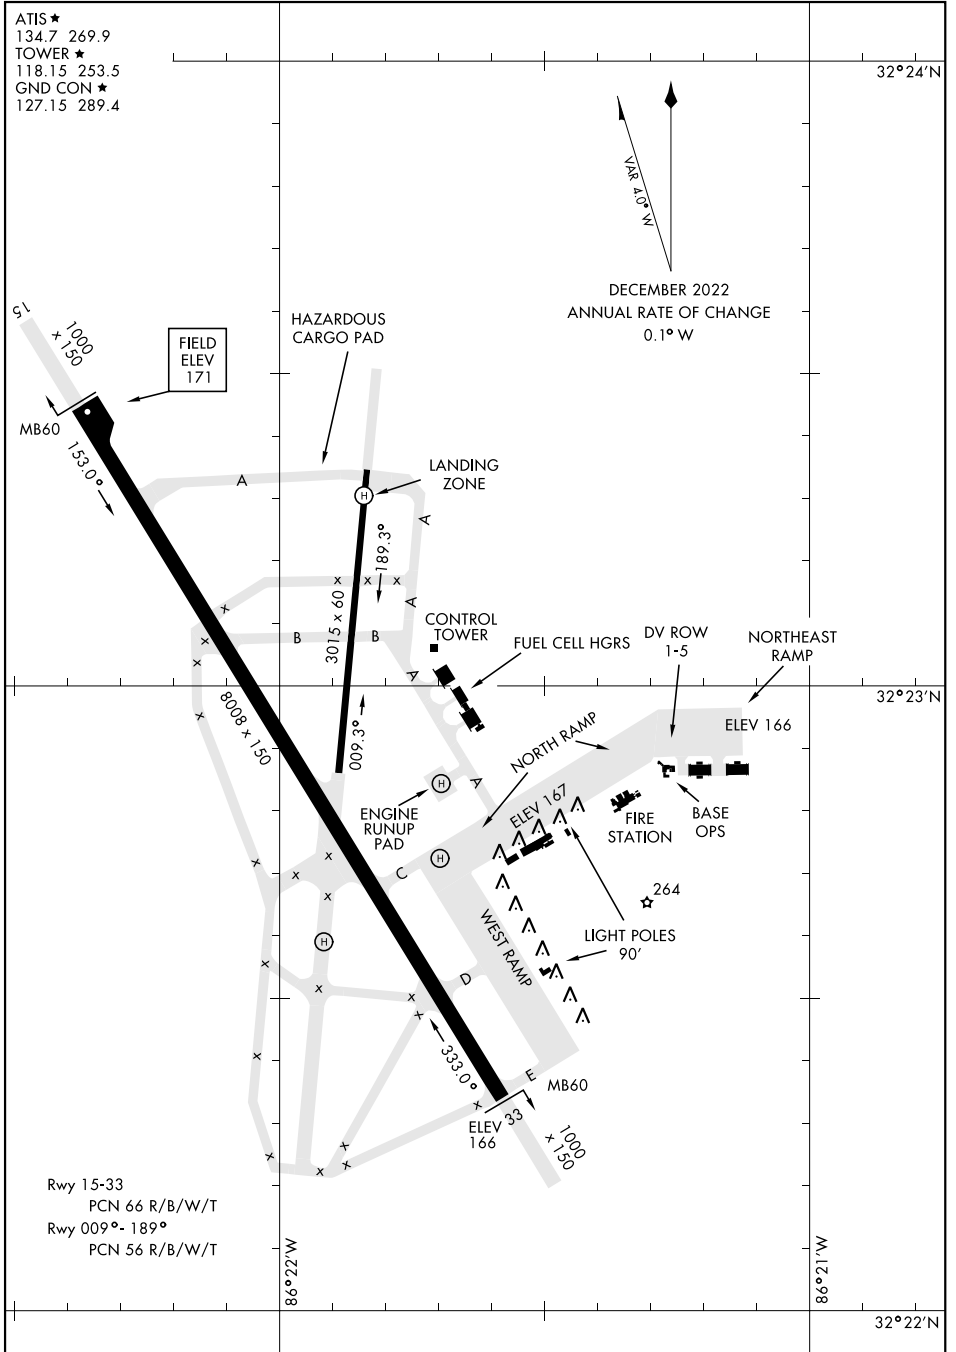 ATIS ★
134.7 269.9
TOWER ★
118.15 253.5
GND CON ★
127.15 289.4
32°24'N
VAR 4.0° W
DECEMBER 2022
ANNUAL RATE OF CHANGE
0.1° W
15
1000
x 150
FIELD
ELEV
171
HAZARDOUS
CARGO PAD
MB60
153.0°
A
LANDING
ZONE
H
A
189.3°
x x x
3015 x 60
A
x
B
B
CONTROL
TOWER
FUEL CELL HGRS
DV ROW
1-5
NORTHEAST
RAMP
x
x
A
32°23'N
8008 x 150
x
009.3°
NORTH RAMP
ELEV 166
H
A
ENGINE
RUNUP
PAD
ELEV 167
FIRE
STATION
BASE
OPS
H
C
x
x
x
x
264
WEST RAMP
LIGHT POLES
90'
H
x
D
x
x
x
333.0°
x
E
MB60
x
ELEV
166
33
1000
x 150
x
x
x
x
Rwy 15-33
PCN 66 R/B/W/T
Rwy 009°-189°
PCN 56 R/B/W/T
86°22'W
86°21'W
32°22'N